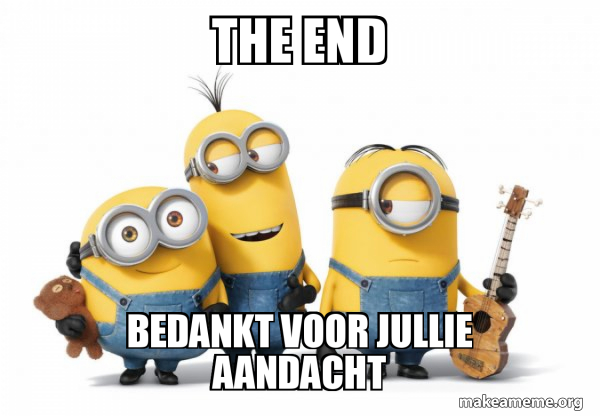 THE END
BEDANKT VOOR JULLIE
AANDACHT
makeameme.org